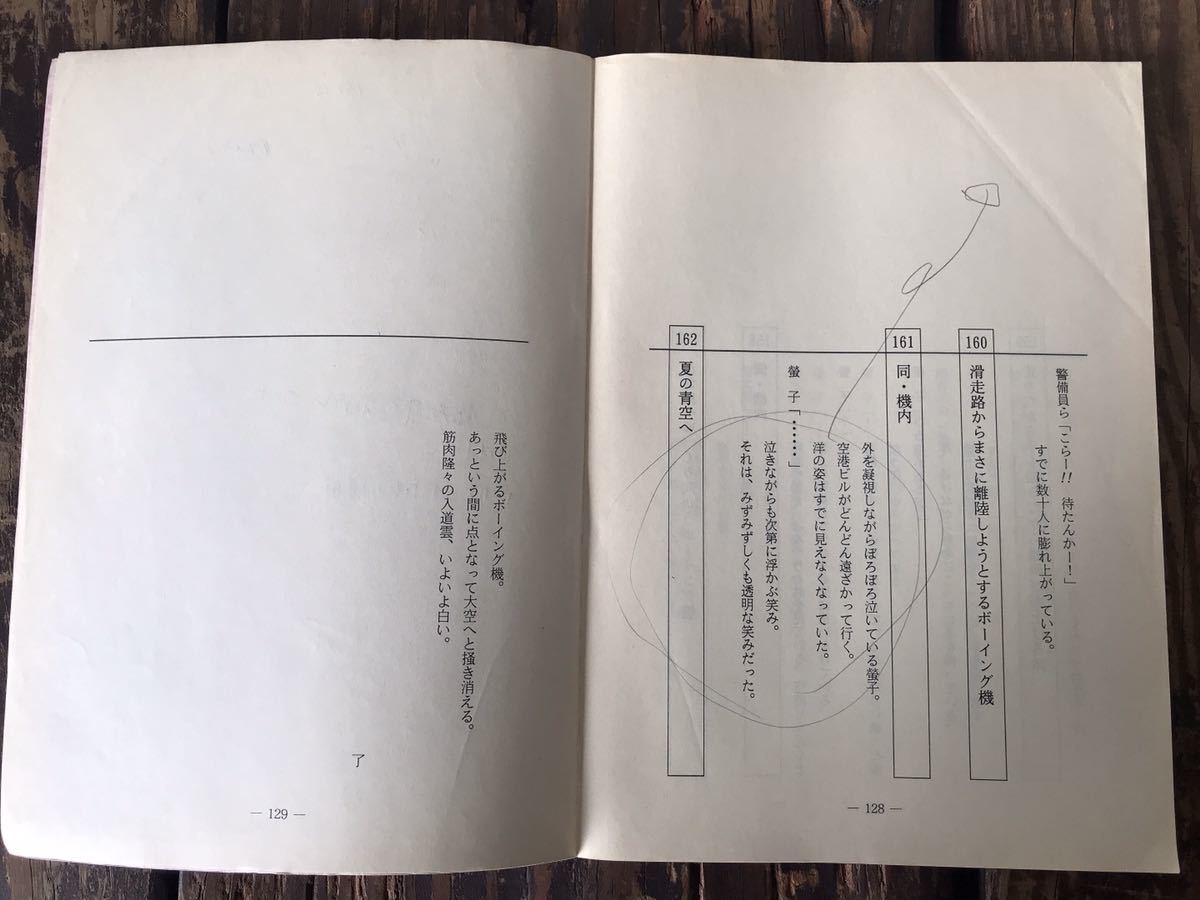 警備員ら「こらー!! 待たんかー!」
すでに数十人に膨れ上がっている。
160 滑走路からまさに離陸しようとするボーイング機
161 同・機内
外を凝視しながらぼろぼろ泣いている螢子。
空港ビルがどんどん遠ざかって行く。
洋の姿はすでに見えなくなっていた。
螢 子「‥‥‥」
泣きながらも次第に浮かぶ笑み。
それは、みずみずしくも透明な笑みだった。
162 夏の青空へ
― 128 ―
飛び上がるボーイング機。
あっという間に点となって大空へと掻き消える。
筋肉隆々の入道雲、いよいよ白い。
了
― 129 ―